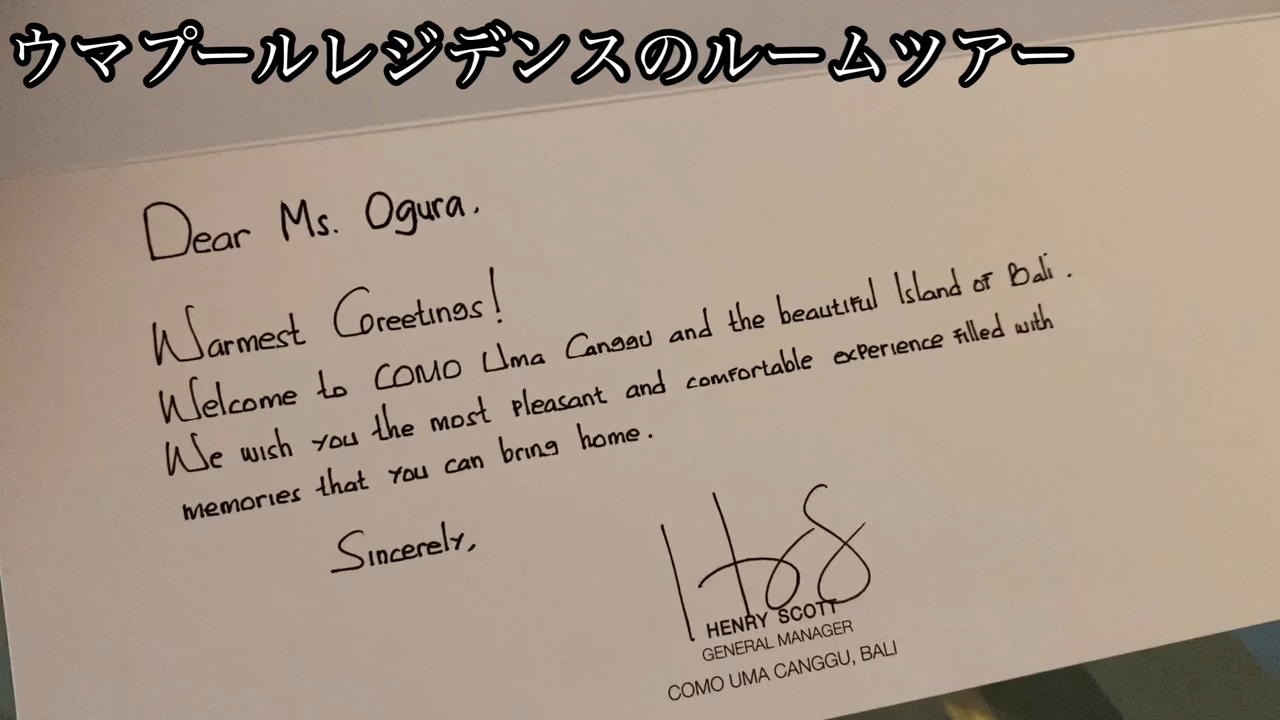 ウマプールレジデンスのルームツアー
Dear Ms. Ogura.
Warmest Greetings!
Welcome to COMO Uma Canggu and the beautiful Island of Bali.
We wish you the most pleasant and comfortable experience filled with
memories that you can bring home.
Sincerely,
HENRY SCOTT
GENERAL MANAGER
COMO UMA CANGGU, BALI